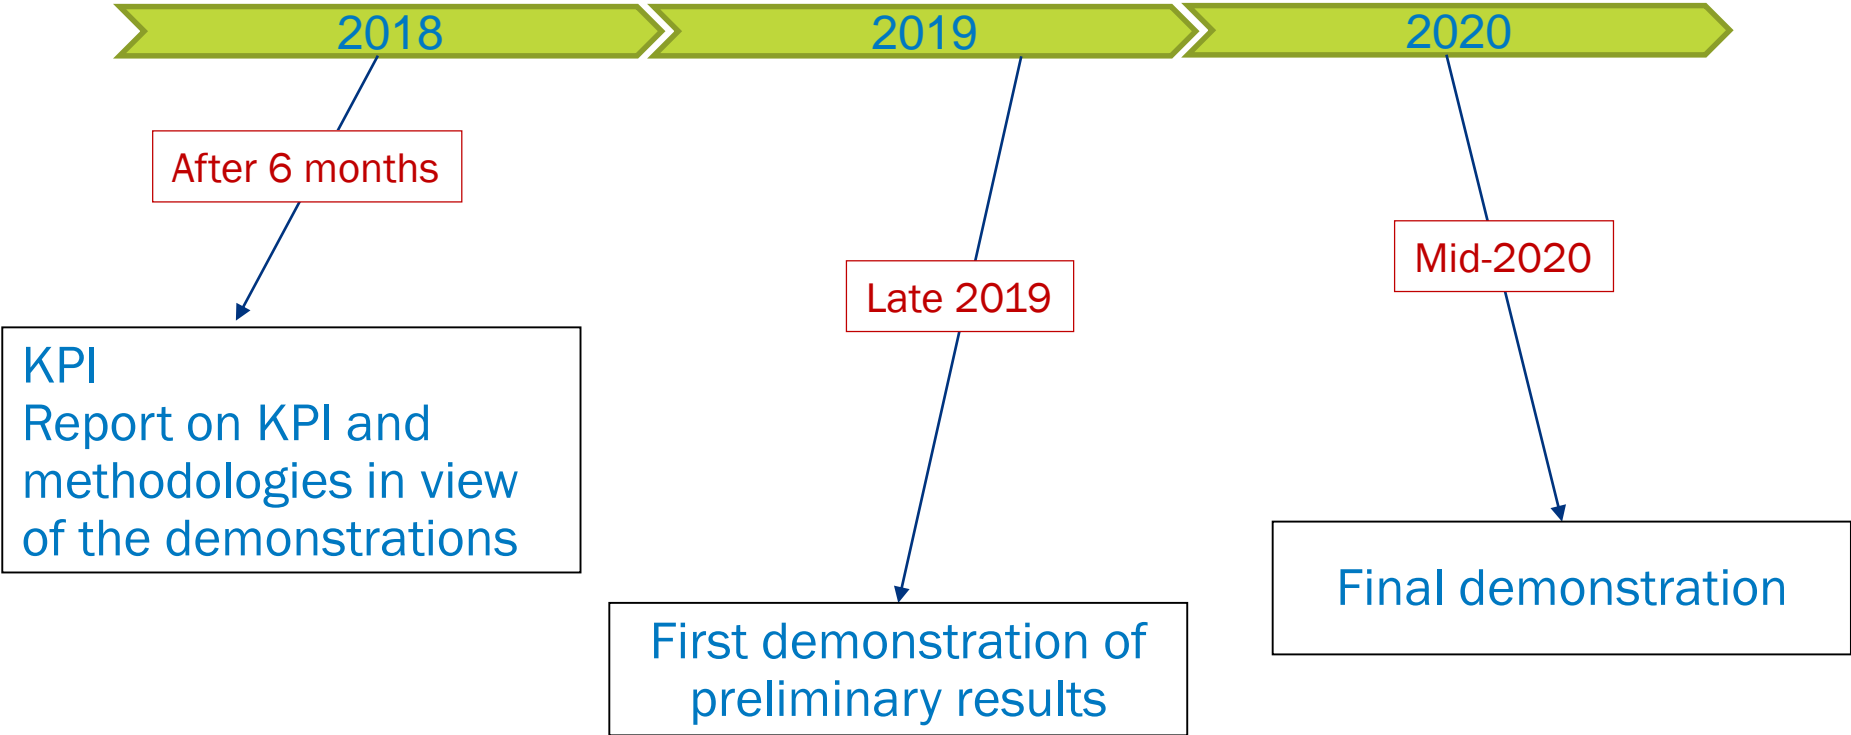 2018
2019
2020
After 6 months
Late 2019
Mid-2020
KPI
Report on KPI and
methodologies in view
of the demonstrations
First demonstration of
preliminary results
Final demonstration